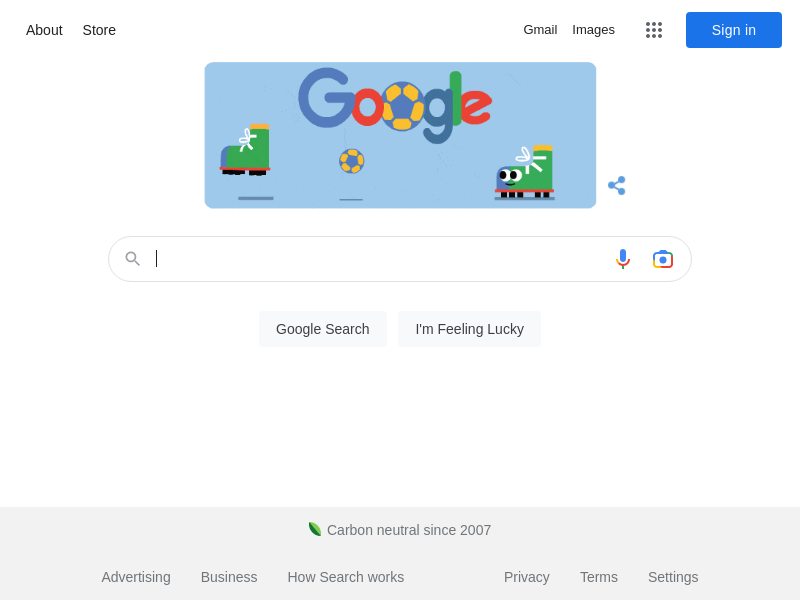 About Store Gmail Images Sign in
Google
Google Search I'm Feeling Lucky
Carbon neutral since 2007
Advertising Business How Search works Privacy Terms Settings